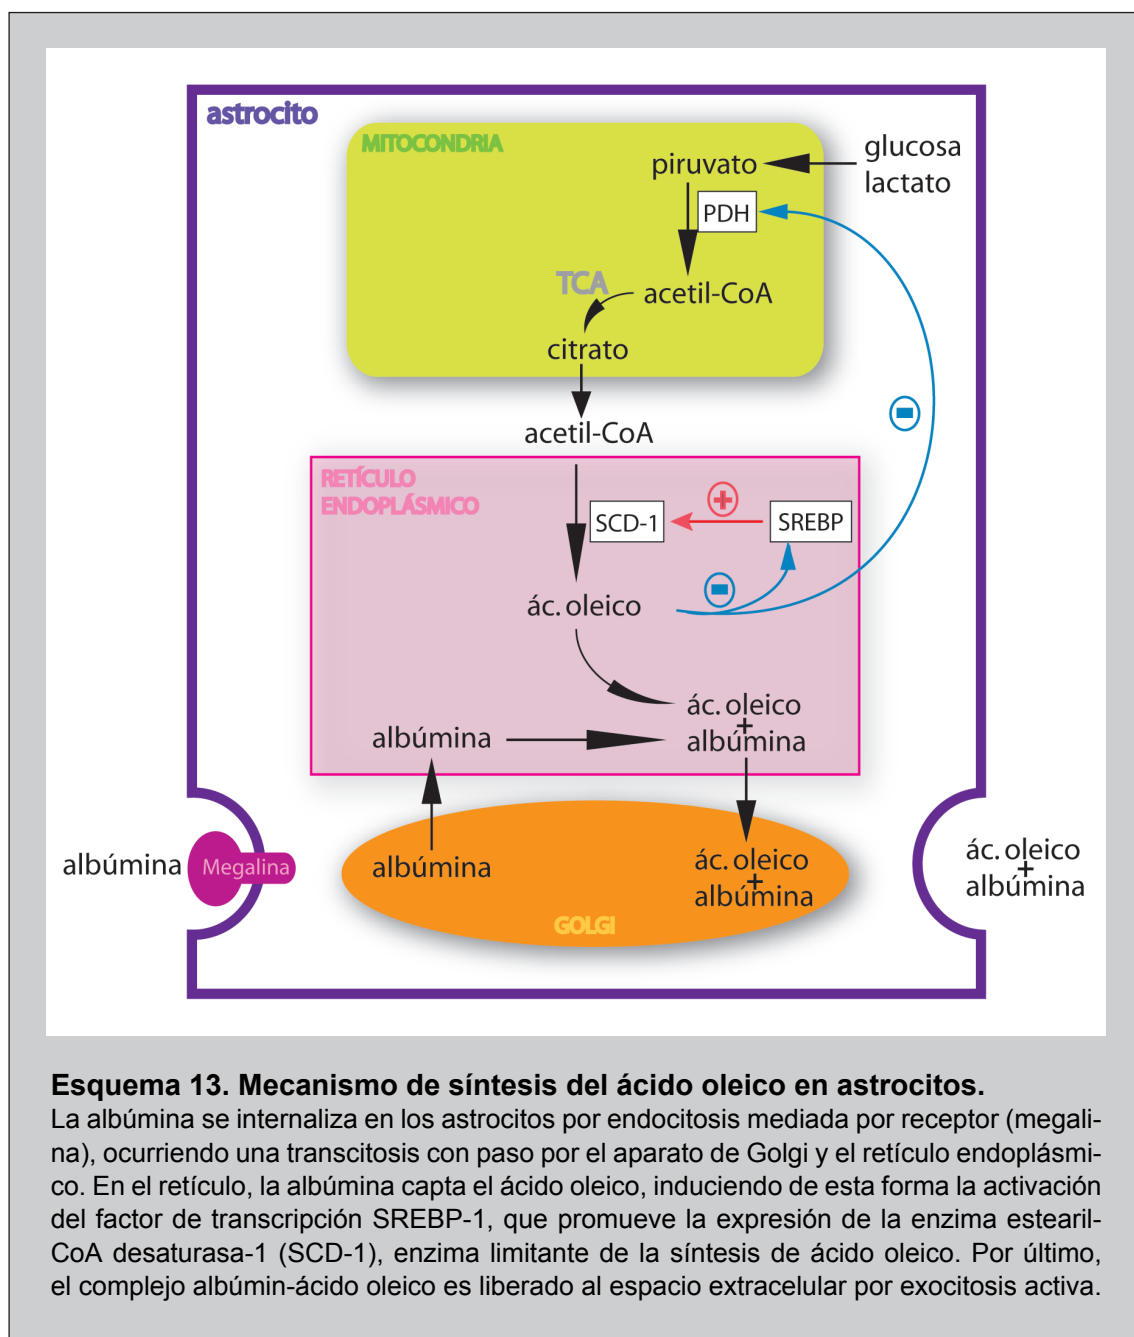 astrocito
MITOCONDRIA
piruvato
glucosa
lactato
PDH
TCA
acetil-CoA
citrato
acetil-CoA
RETÍCULO
ENDOPLÁSMICO
SCD-1
+
SREBP
-
-
ác. oleico
ác. oleico
+
albúmina
albúmina
albúmina
Megalina
albúmina
ác. oleico
+
albúmina
GOLGI
ác. oleico
+
albúmina
Esquema 13. Mecanismo de síntesis del ácido oleico en astrocitos.
La albúmina se internaliza en los astrocitos por endocitosis mediada por receptor (megali-
na), ocurriendo una transcitosis con paso por el aparato de Golgi y el retículo endoplásmi-
co. En el retículo, la albúmina capta el ácido oleico, induciendo de esta forma la activación
del factor de transcripción SREBP-1, que promueve la expresión de la enzima estearil-
CoA desaturasa-1 (SCD-1), enzima limitante de la síntesis de ácido oleico. Por último,
el complejo albúmin-ácido oleico es liberado al espacio extracelular por exocitosis activa.